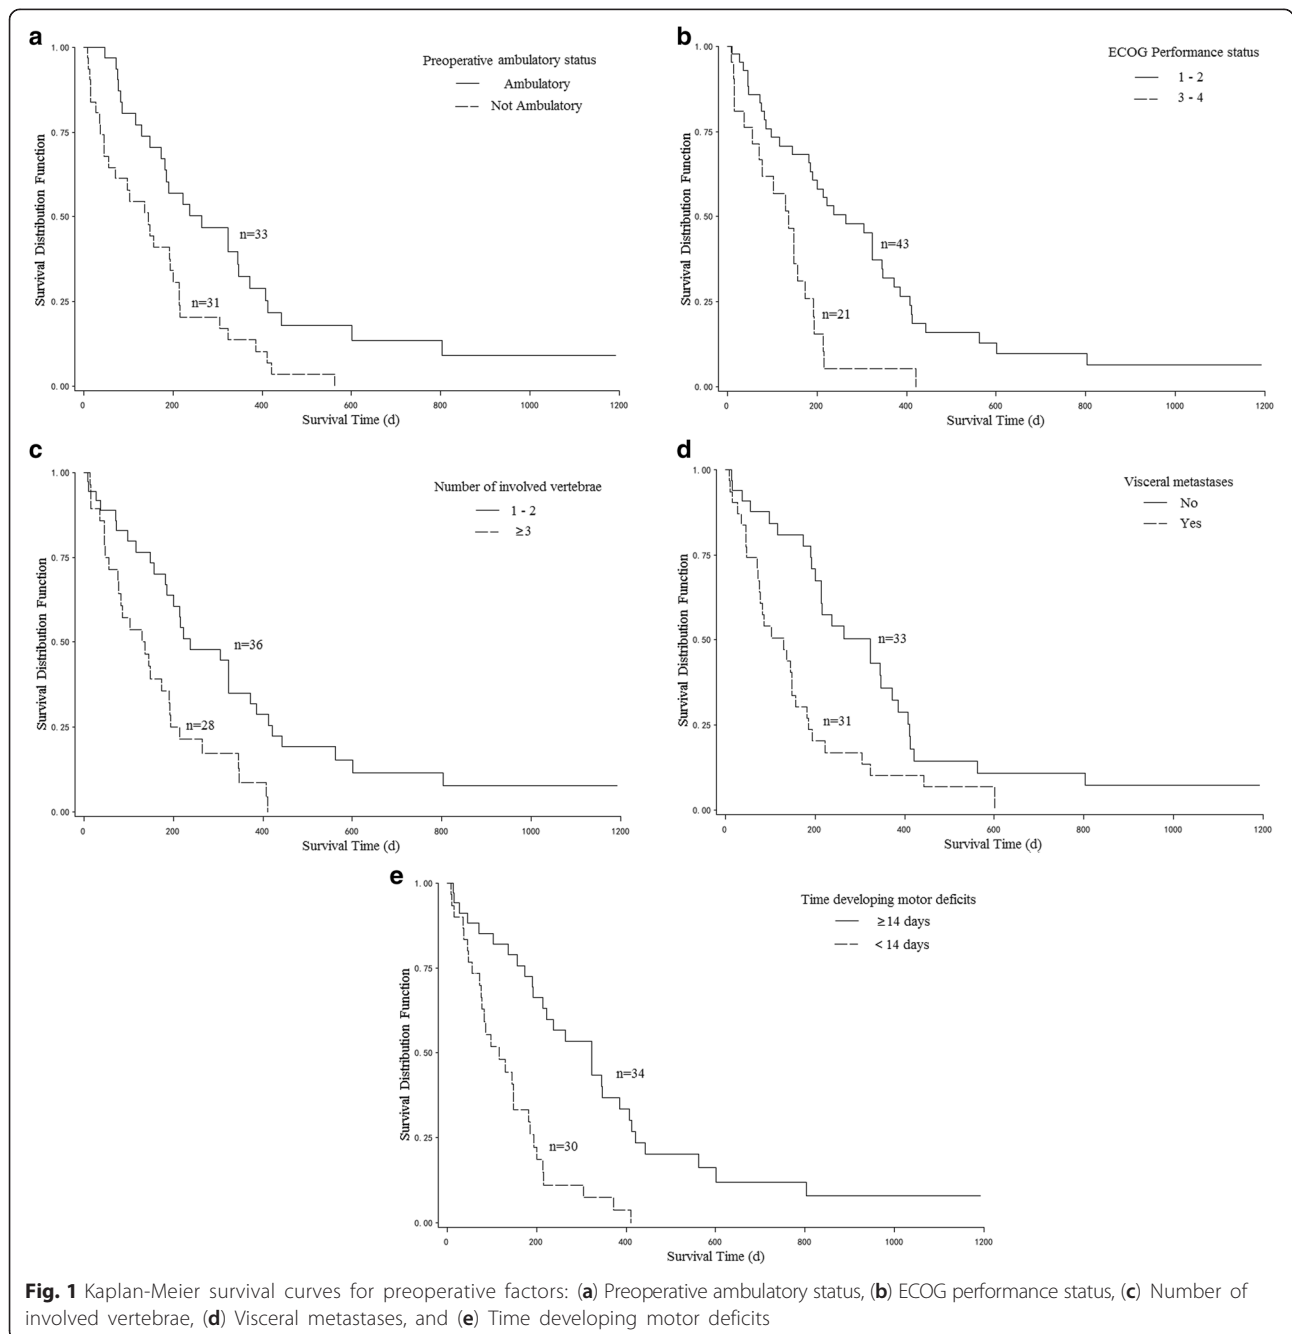 a
Preoperative ambulatory status
Ambulatory
Not Ambulatory
Survival Distribution Function
1.00
0.75
0.50
0.25
0.00
n=33
n=31
0 200 400 600 800 1000 1200
Survival Time (d)
b
ECOG Performance status
1 - 2
3 - 4
Survival Distribution Function
1.00
0.75
0.50
0.25
0.00
n=43
n=21
0 200 400 600 800 1000 1200
Survival Time (d)
c
Number of involved vertebrae
1 - 2
≥3
Survival Distribution Function
1.00
0.75
0.50
0.25
0.00
n=36
n=28
0 200 400 600 800 1000 1200
Survival Time (d)
d
Visceral metastases
No
Yes
Survival Distribution Function
1.00
0.75
0.50
0.25
0.00
n=33
n=31
0 200 400 600 800 1000 1200
Survival Time (d)
e
Time developing motor deficits
≥14 days
< 14 days
Survival Distribution Function
1.00
0.75
0.50
0.25
0.00
n=34
n=30
0 200 400 600 800 1000 1200
Survival Time (d)
Fig. 1 Kaplan-Meier survival curves for preoperative factors: (a) Preoperative ambulatory status, (b) ECOG performance status, (c) Number of
involved vertebrae, (d) Visceral metastases, and (e) Time developing motor deficits